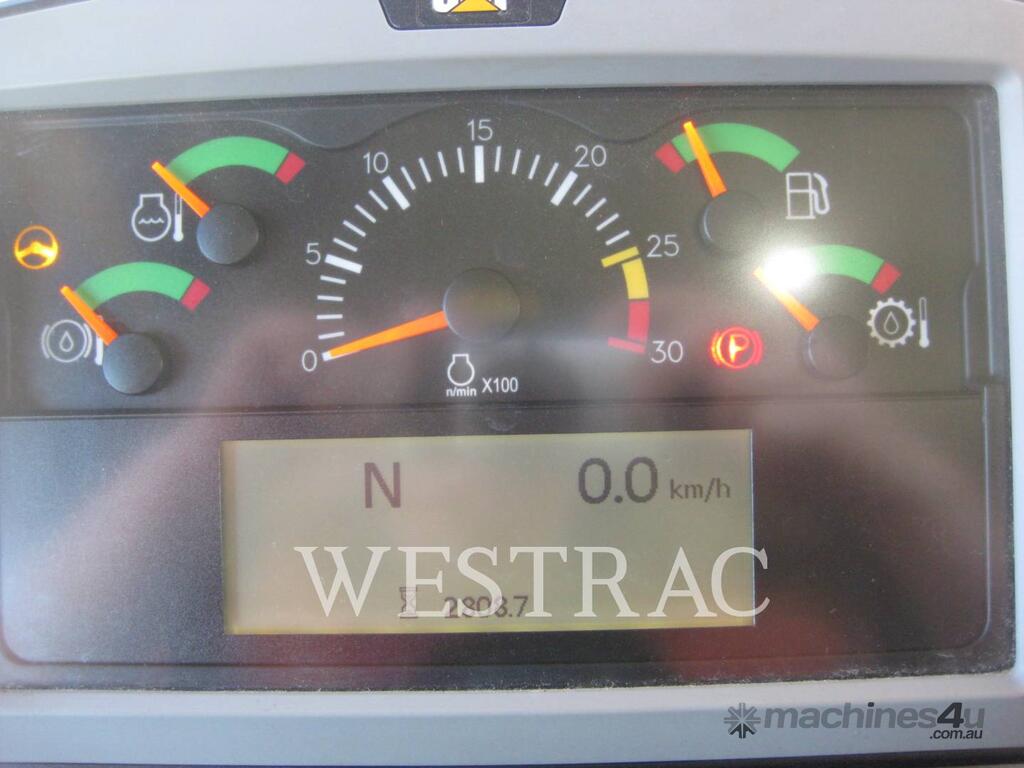 15
10
20
5
25
0
30
n/min X100
P
N 0.0 km/h
WESTRAC
machines4u
.com.au